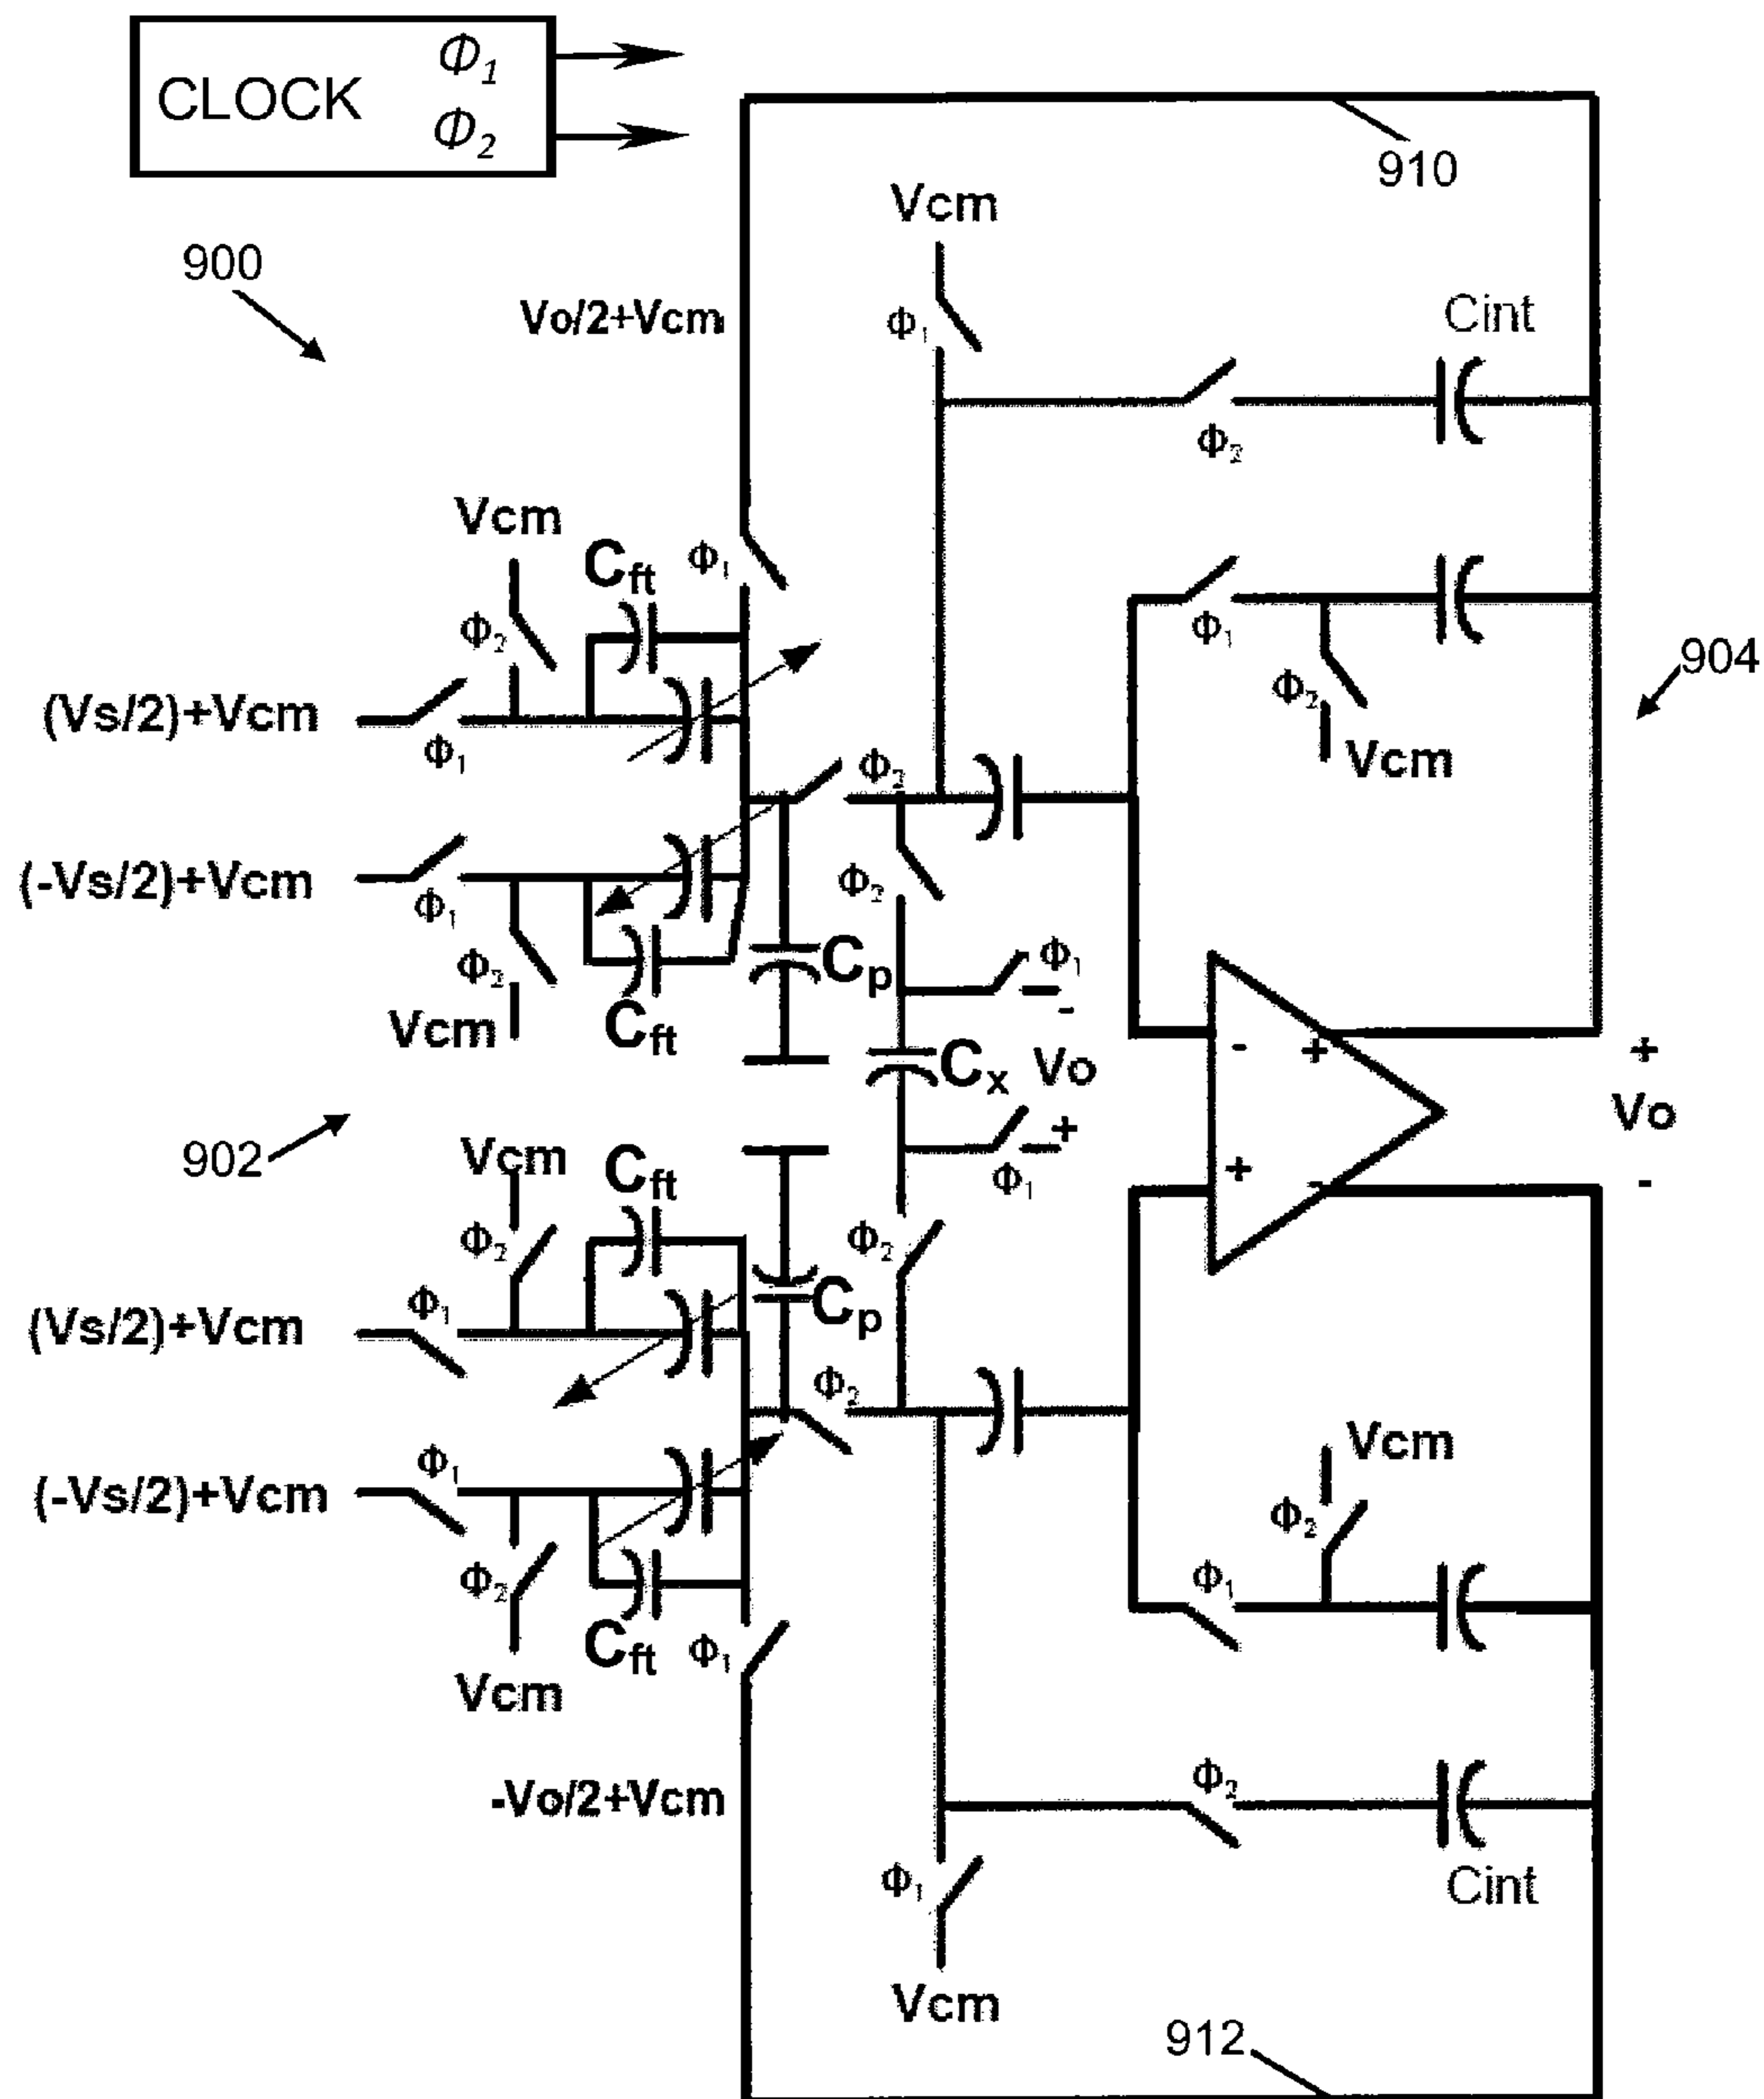 Φ1
CLOCK
Φ2
910
Vcm
900
Cint
Vo/2+Vcm
Φ1
Φ2
Vcm
Cft
Φ1
Φ2
Φ1
904
(Vs/2)+Vcm
Φ1
Φ2
Vcm
Φ2
(-Vs/2)+Vcm
Φ1
Φ2
Φ2
Cp
Φ1
-
Vcm
Cft
Cx
Vo
- +
+
Vo
-
902
Vcm
Cft
+
Φ1
+ -
Φ2
Φ2
(Vs/2)+Vcm
Φ1
Cp
Φ2
(-Vs/2)+Vcm
Φ1
Vcm
Φ2
Φ2
Φ1
Vcm
Cft
Φ1
-Vo/2+Vcm
Φ2
Φ1
Cint
Vcm
912